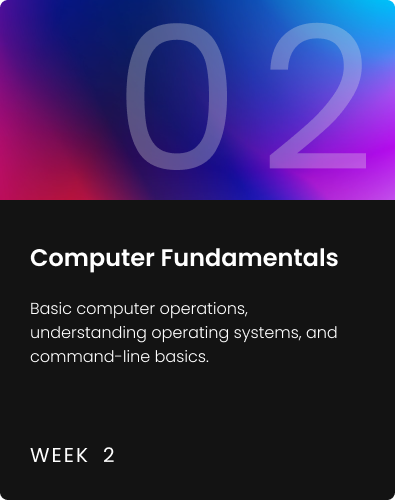 02
Computer Fundamentals
Basic computer operations,
understanding operating systems, and
command-line basics.
WEEK 2